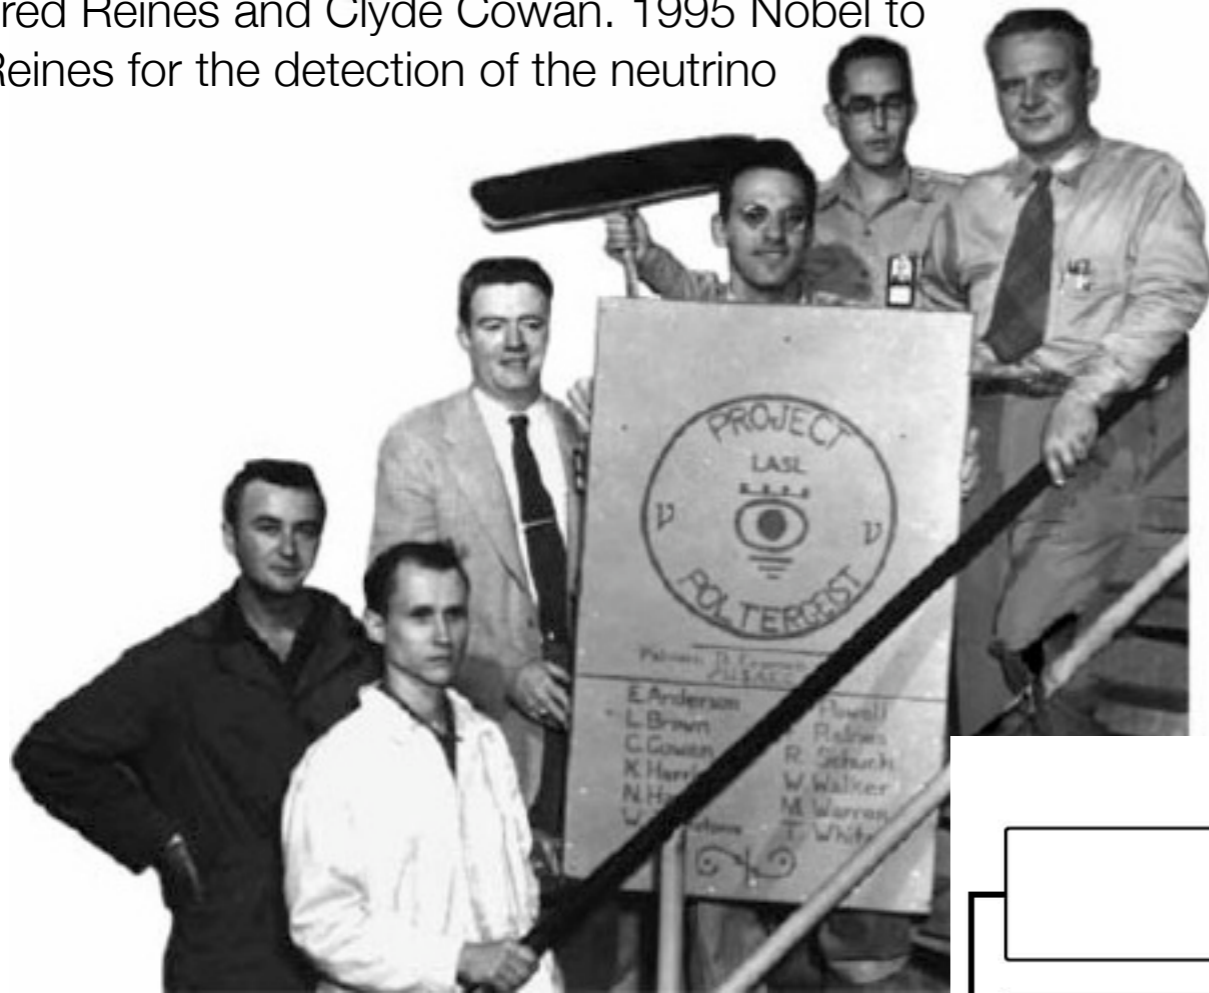 red Reines and Clyde Cowan. 1995 Nobel to
Reines for the detection of the neutrino
PROJECT
LASL
ν ν
POLTERGEIST
E. Anderson Powell
L. Brown Reines
C. Cowan R. Schuch
K. W. Walker
N. M. Warren
T. White